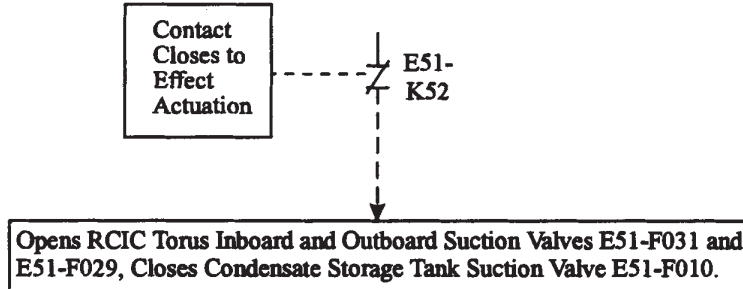 Contact
Closes to
Effect
Actuation
E51-
K52
Opens RCIC Torus Inboard and Outboard Suction Valves E51-F031 and
E51-F029, Closes Condensate Storage Tank Suction Valve E51-F010.